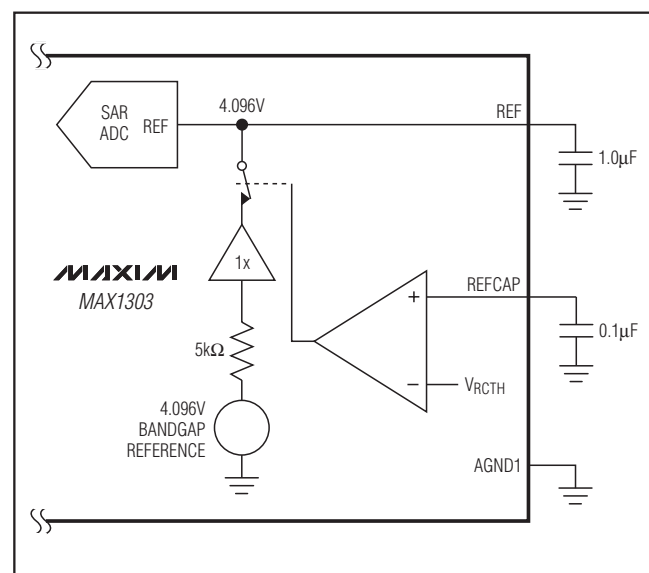 4.096V
REF
SAR
ADC
REF
1.0µF
1x
MAXIM
MAX1303
REFCAP
+
0.1µF
5kΩ
−
VRCTH
4.096V
BANDGAP
REFERENCE
AGND1